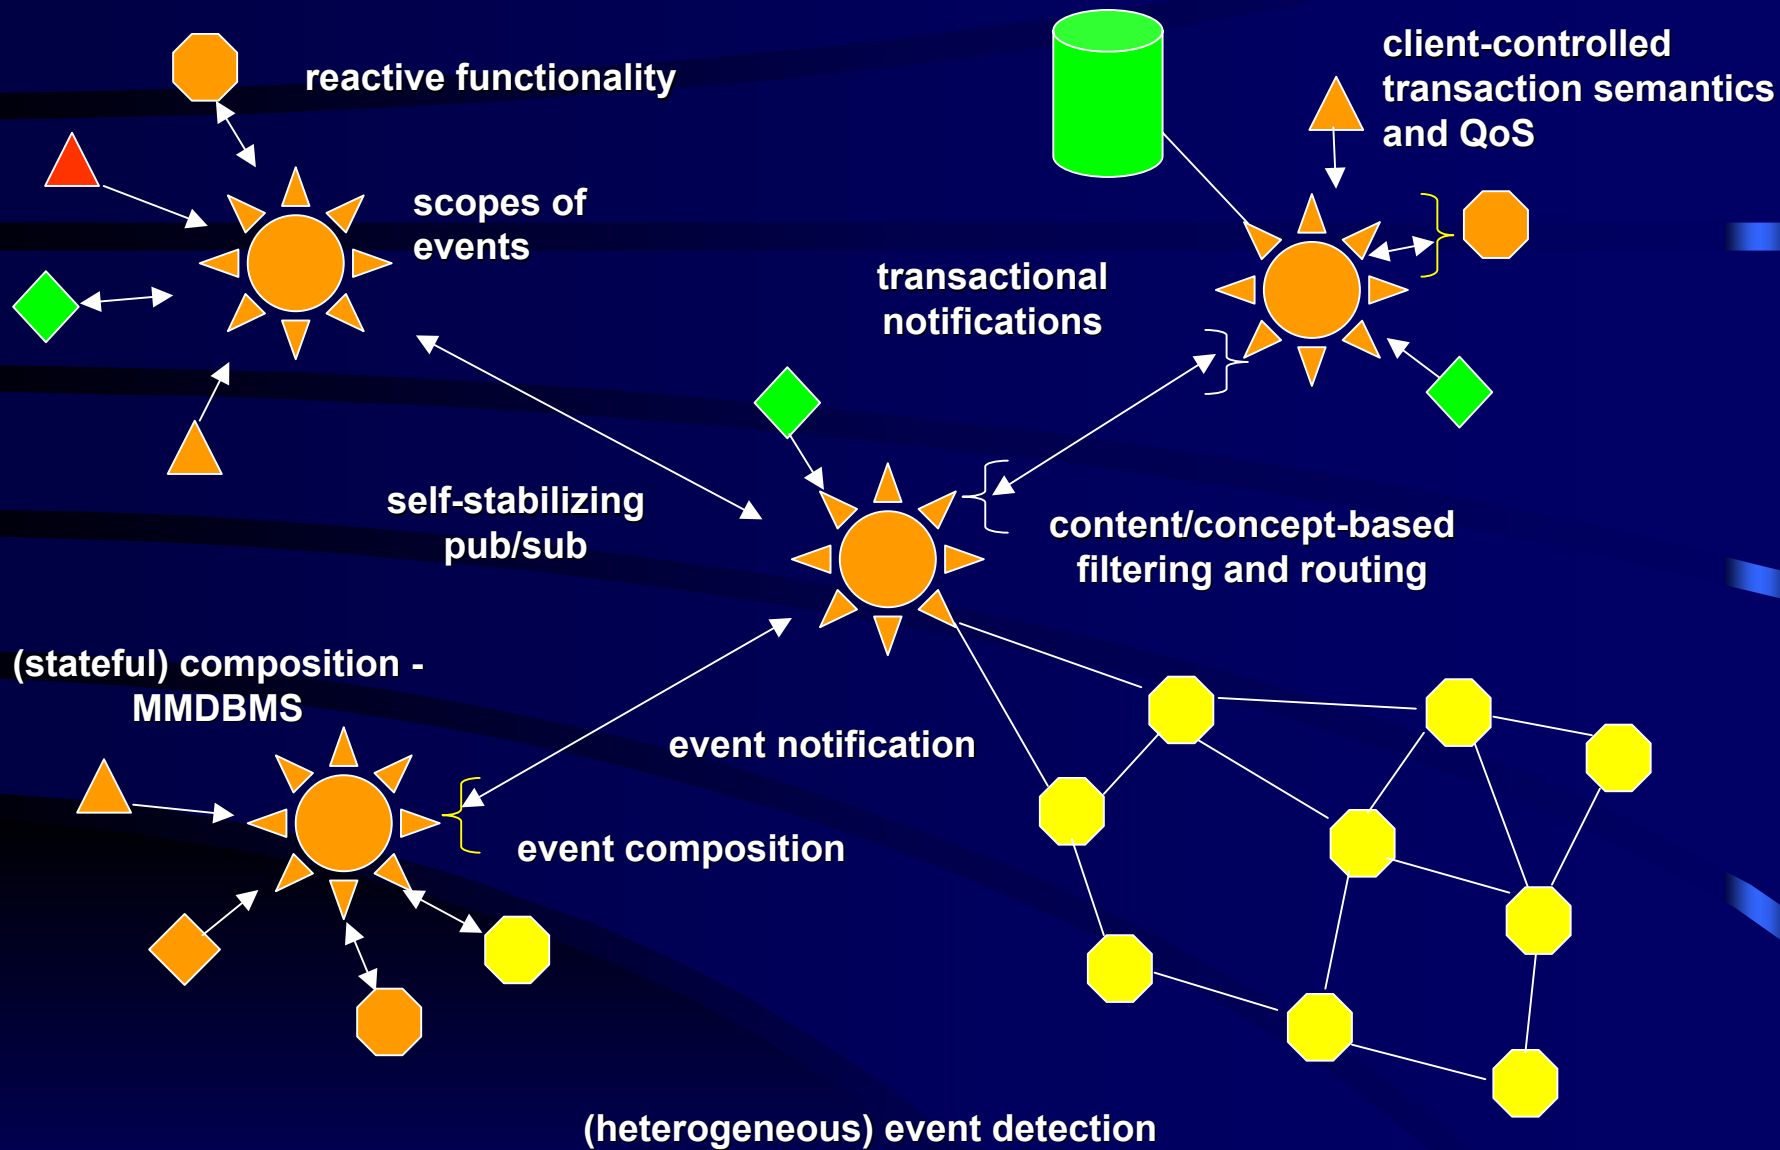 reactive functionality
client-controlled
transaction semantics
and QoS
scopes of
events
transactional
notifications
self-stabilizing
pub/sub
content/concept-based
filtering and routing
(stateful) composition -
MMDBMS
event notification
event composition
(heterogeneous) event detection